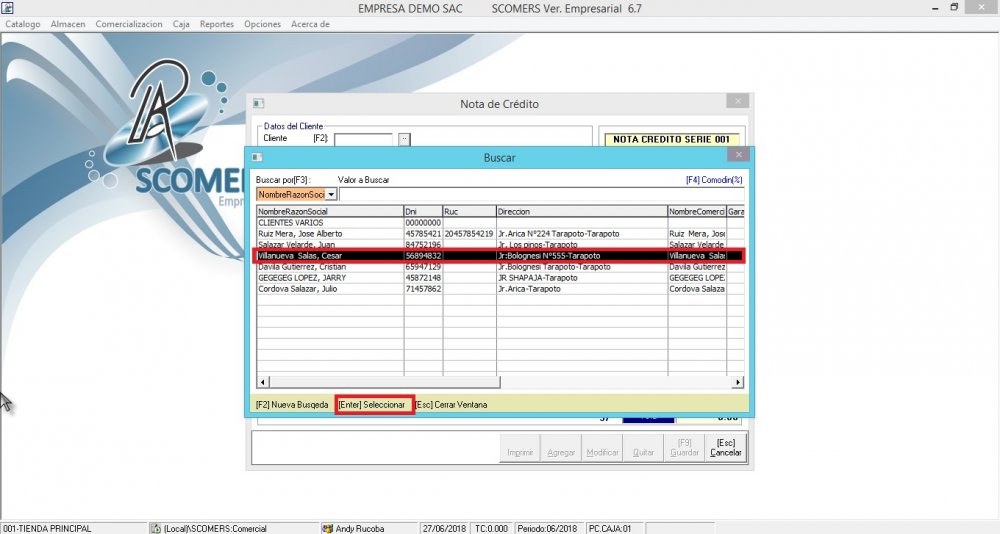 EMPRESA DEMO SAC SCOMERS Ver. Empresarial 6.7
Catalogo Almacen Comercializacion Caja Reportes Opciones Acerca de
Nota de Crédito
Datos del Cliente
Cliente [F2]:
NOTA CREDITO SERIE 001
SCOMER
Empr
Buscar
Buscar por[F3] : Valor a Buscar [F4] Comodin(%)
NombreRazonSoci
NombreRazonSocial Dni Ruc Direccion NombreComerci Gara
CLIENTES VARIOS 00000000
Ruiz Mera, Jose Alberto 45785421 20457854219 Jr.Arica N°224 Tarapoto-Tarapoto Ruiz Mera, Jose
Salazar Velarde, Juan 84752196 Jr. Los pinos-Tarapoto Salazar Velarde
Villanueva Salas, Cesar 56894832 Jr:Bolognesi N°555-Tarapoto Villanueva Salas
Davila Gutierrez, Cristian 65947129 Jr.Bolognesi Tarapoto-Tarapoto Davila Gutierrez
GEGEGEG LOPEZ, JARRY 45872148 JR SHAPAJA-Tarapoto GEGEGEG LOPEZ
Cordova Salazar, Julio 71457862 Jr.Arica-Tarapoto Cordova Salaza
[F2] Nueva Busqeda [Enter] Seleccionar [Esc] Cerrar Ventana
Imprimir Agregar Modificar Quitar [F9] Guardar [Esc] Cancelar
001-TIENDA PRINCIPAL (Local)\SCOMERS:Comercial Andy Rucoba 27/06/2018 TC:0.000 Periodo:06/2018 PC.CAJA:01